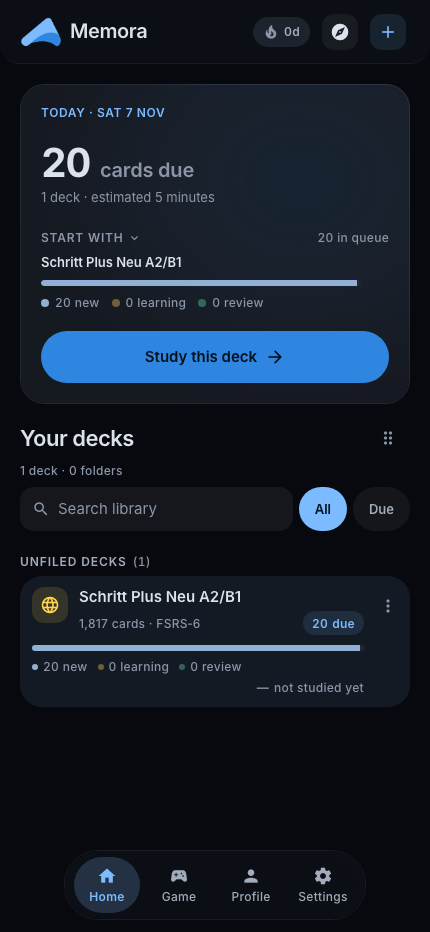 Memora
0d
TODAY · SAT 7 NOV
20 cards due
1 deck · estimated 5 minutes
START WITH
20 in queue
Schritt Plus Neu A2/B1
20 new
0 learning
0 review
Study this deck
Your decks
1 deck · 0 folders
Search library
All
Due
UNFILED DECKS (1)
Schritt Plus Neu A2/B1
1,817 cards · FSRS-6
20 due
20 new
0 learning
0 review
— not studied yet
Home
Game
Profile
Settings